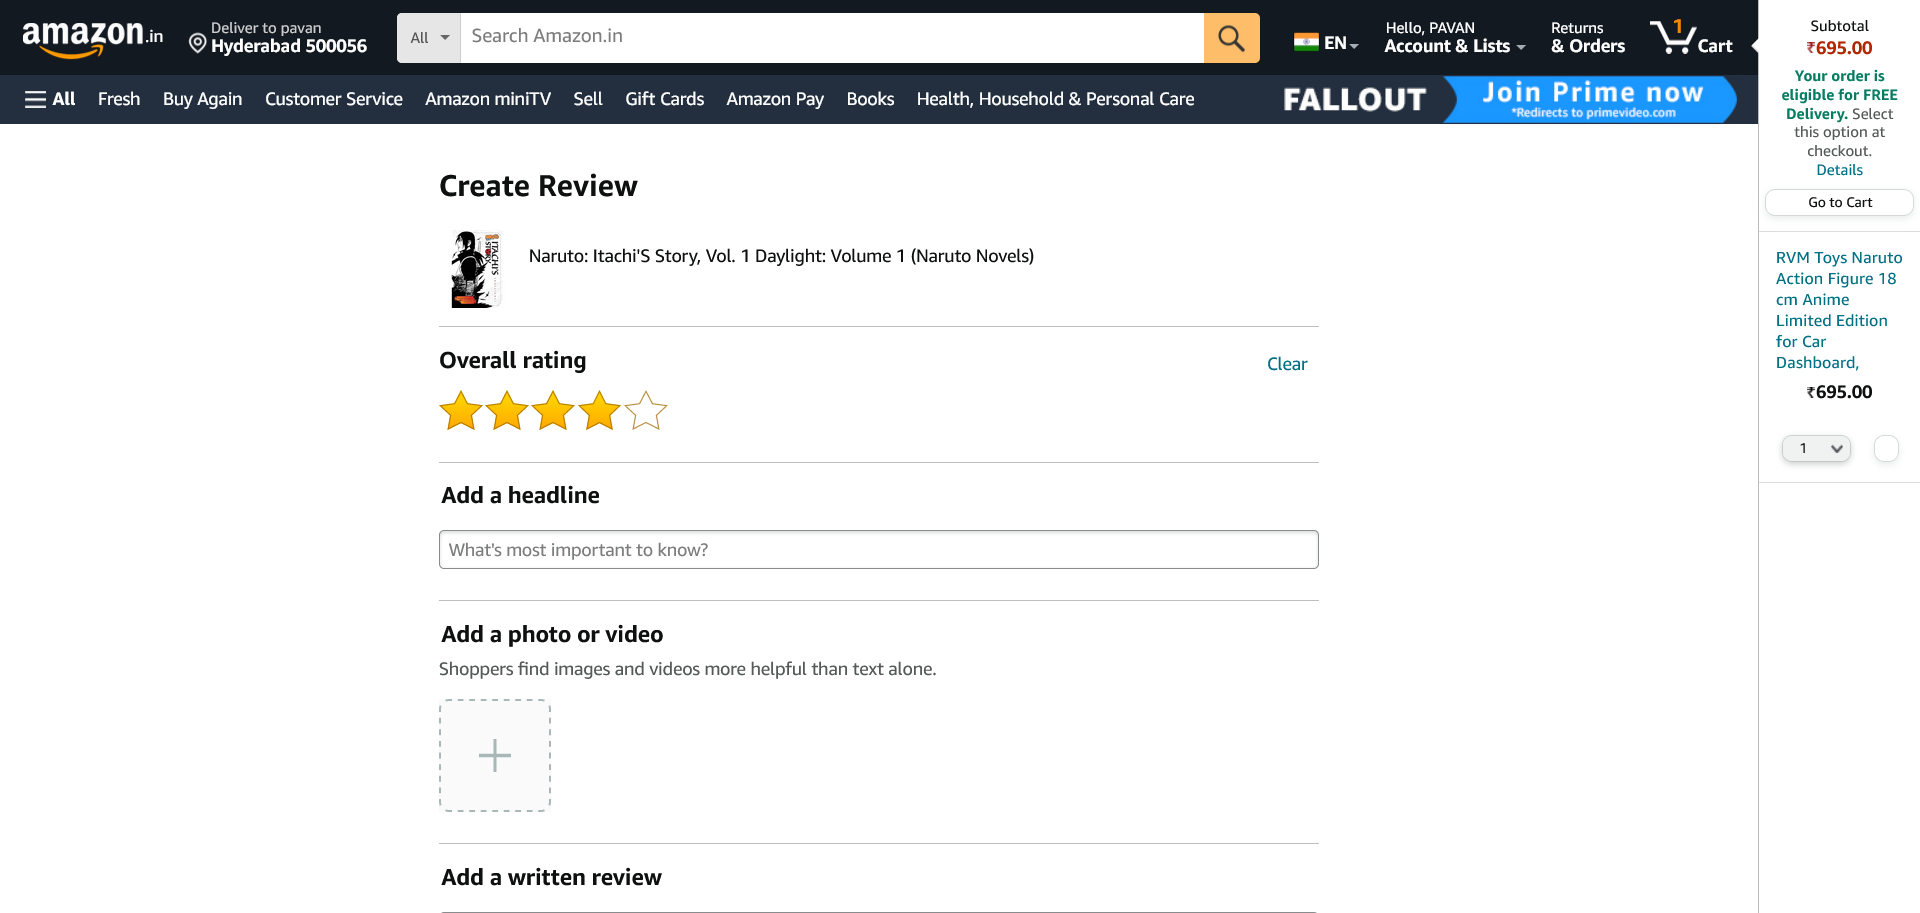 amazon.in
Deliver to pavan
Hyderabad 500056
All
Search Amazon.in
EN
Hello, PAVAN
Account & Lists
Returns
& Orders
1
Cart
All
Fresh
Buy Again
Customer Service
Amazon miniTV
Sell
Gift Cards
Amazon Pay
Books
Health, Household & Personal Care
FALLOUT
Join Prime now
*Redirects to primevideo.com
Create Review
ITACHI'S
STORY
Naruto: Itachi'S Story, Vol. 1 Daylight: Volume 1 (Naruto Novels)
Overall rating
Clear
Add a headline
What's most important to know?
Add a photo or video
Shoppers find images and videos more helpful than text alone.
Add a written review
Subtotal
₹695.00
Your order is
eligible for FREE
Delivery. Select
this option at
checkout.
Details
Go to Cart
RVM Toys Naruto
Action Figure 18
cm Anime
Limited Edition
for Car
Dashboard,
₹695.00
1